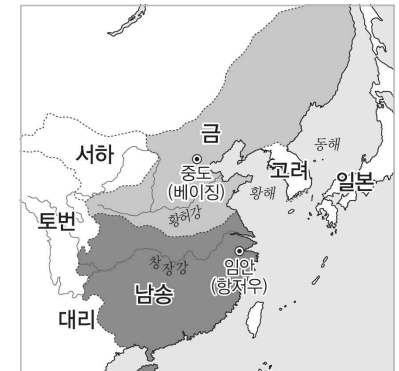 금
동해
서하
중도
(베이징)
고려
일본
황해
토번
황허강
창장강
임안
(항저우)
남송
대리